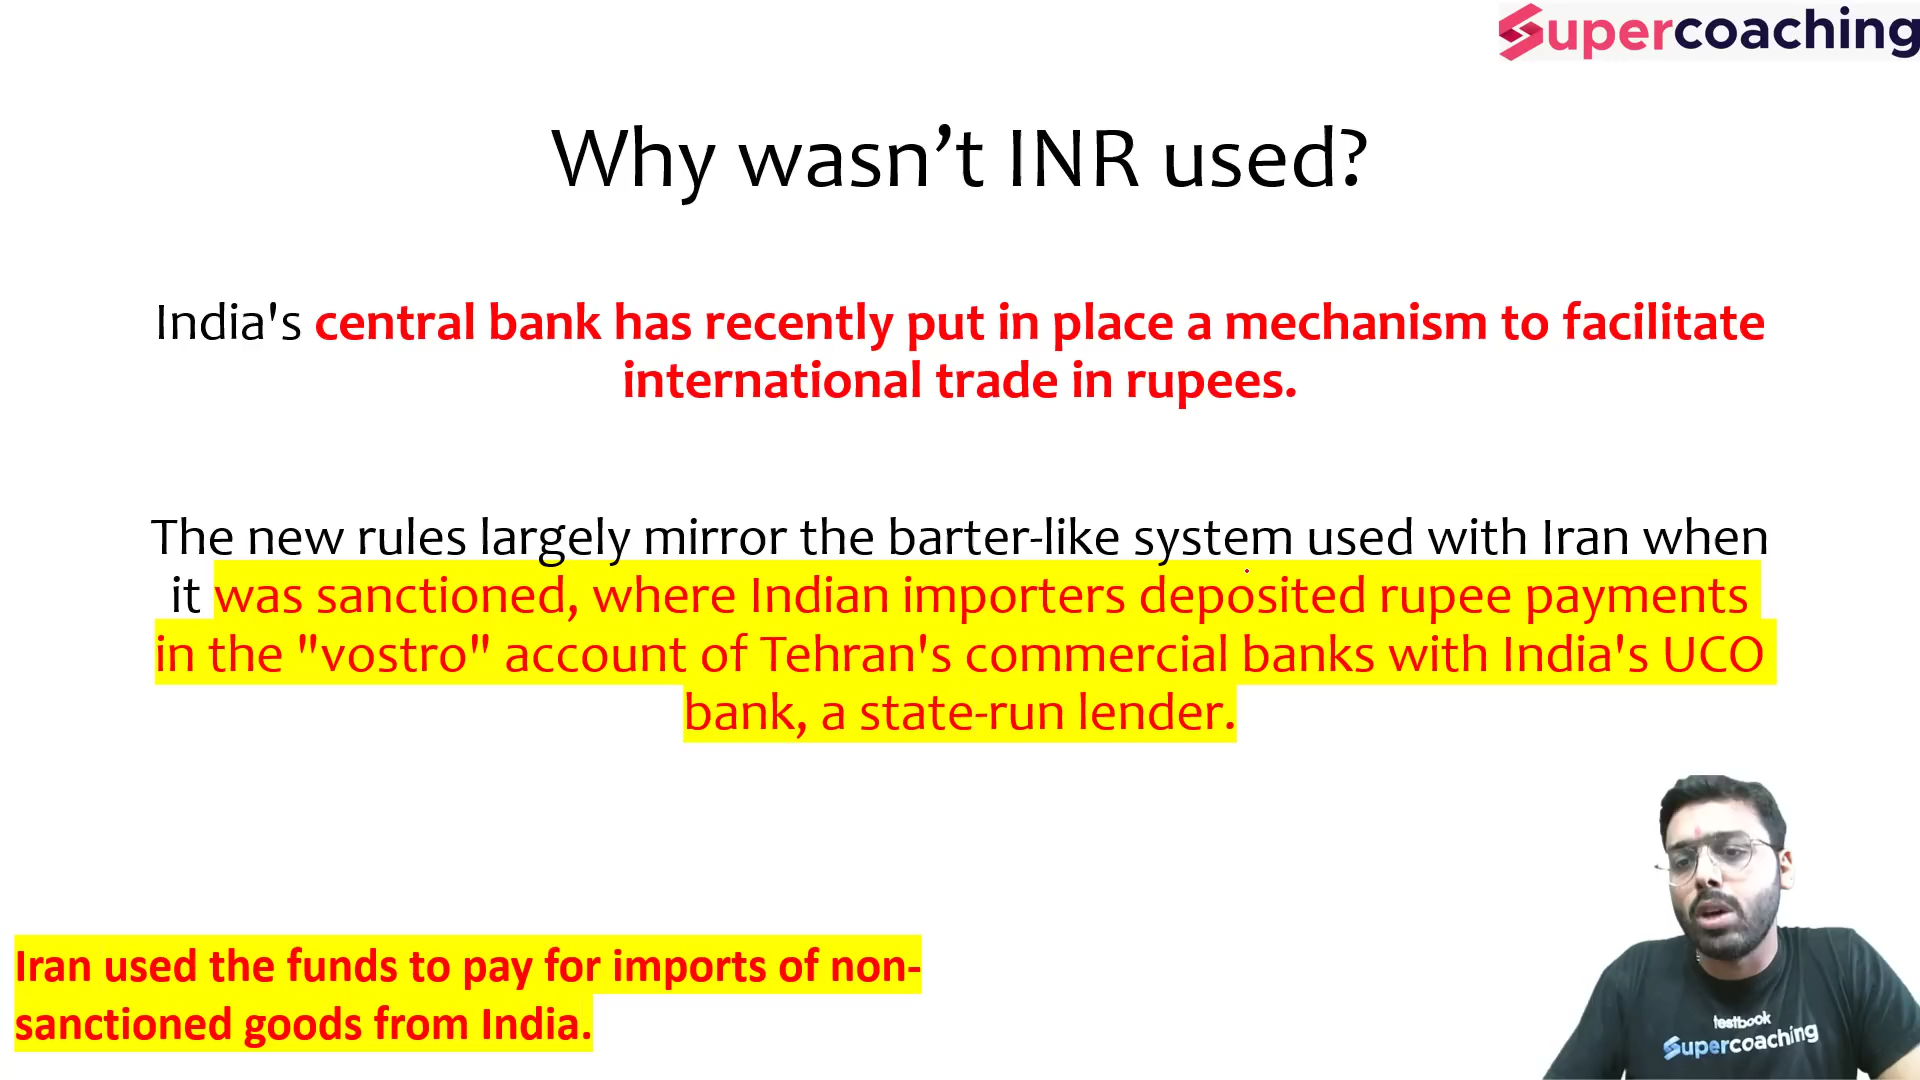 Supercoaching
Why wasn’t INR used?
India's central bank has recently put in place a mechanism to facilitate
international trade in rupees.
The new rules largely mirror the barter-like system used with Iran when
it was sanctioned, where Indian importers deposited rupee payments
in the "vostro" account of Tehran's commercial banks with India's UCO
bank, a state-run lender.
Iran used the funds to pay for imports of non-
sanctioned goods from India.
testbook
Supercoaching